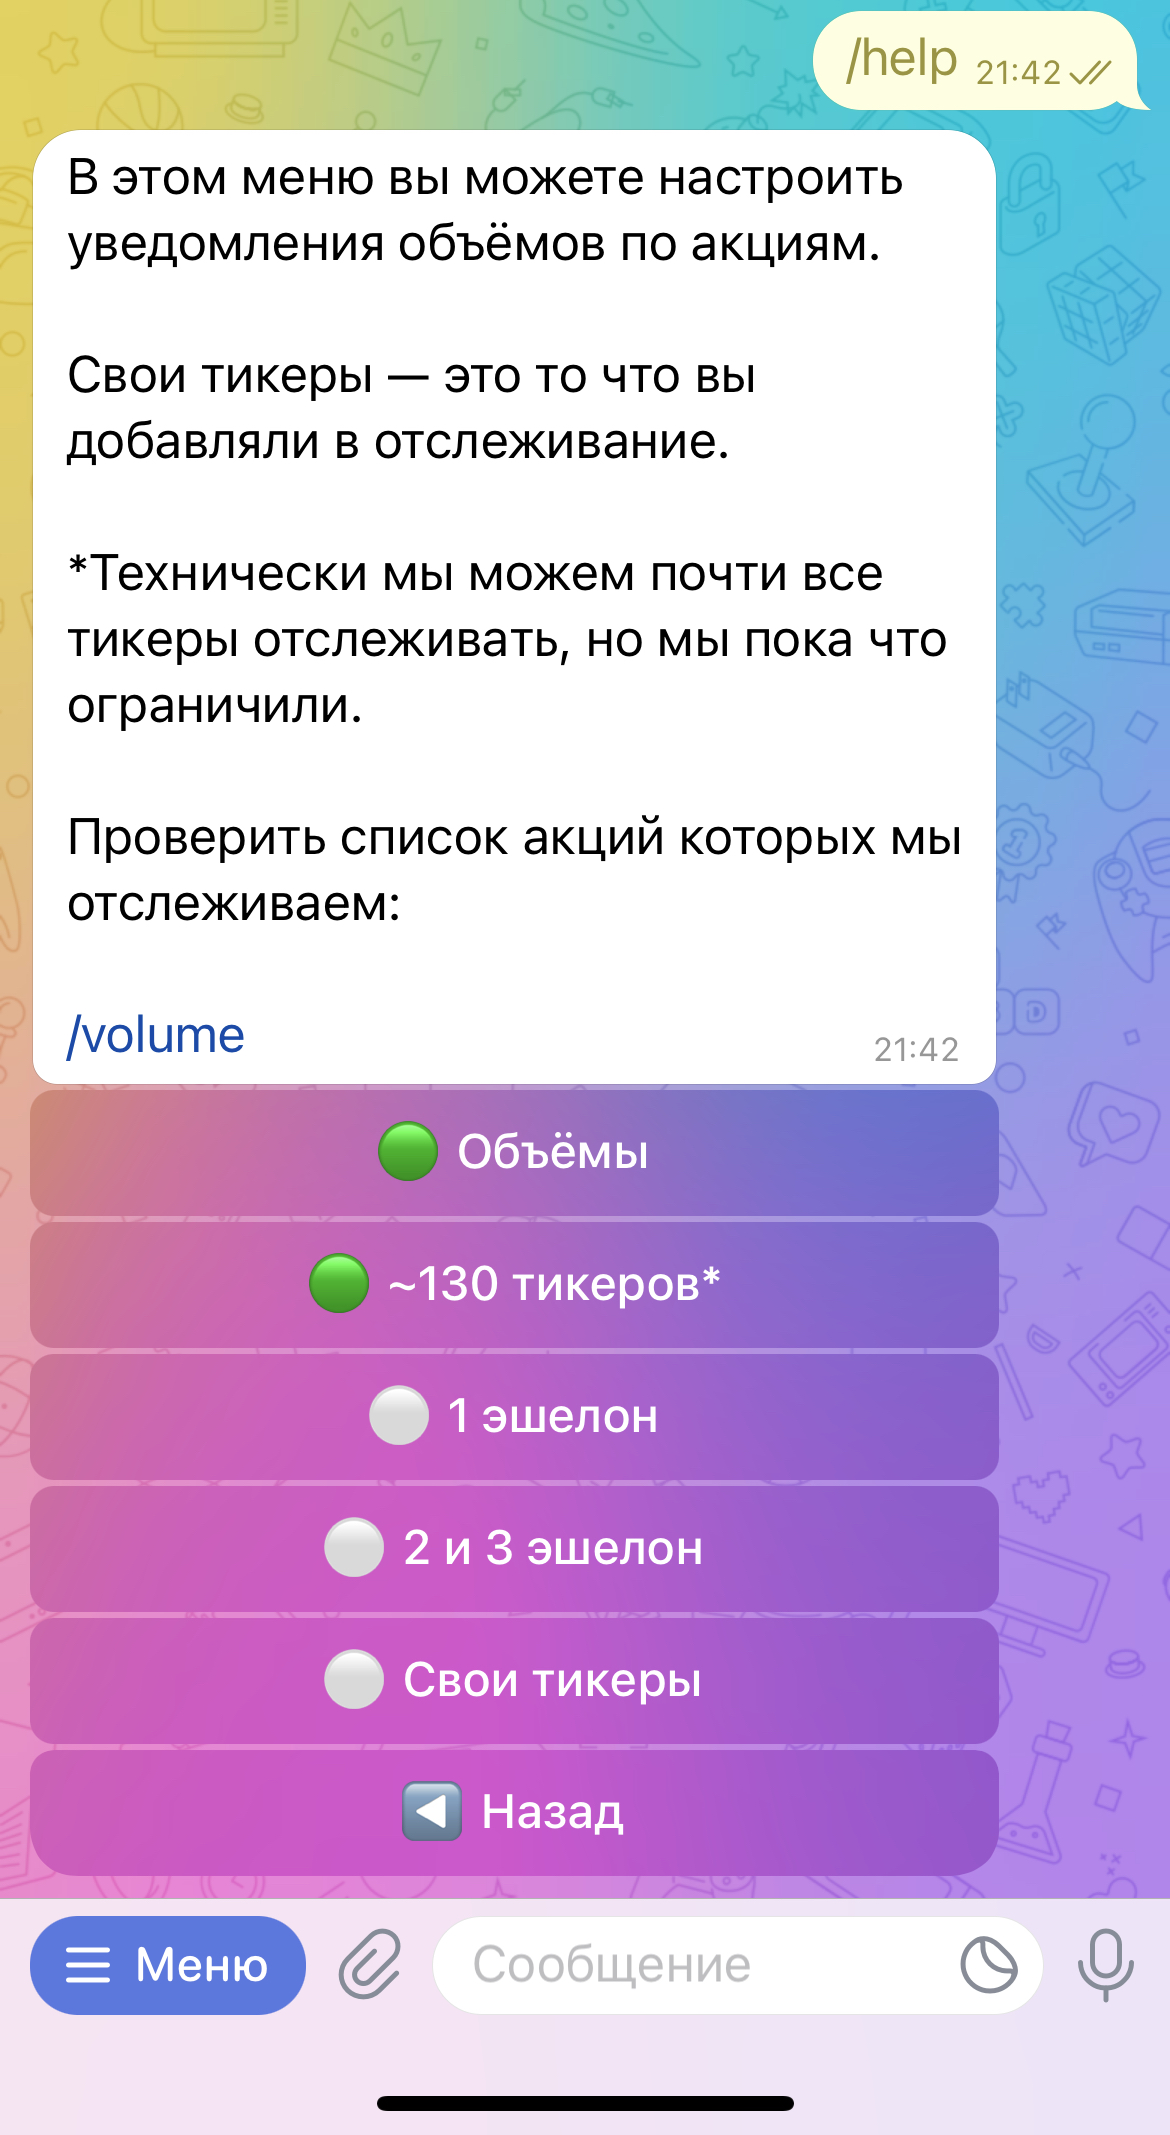 /help 21:42
В этом меню вы можете настроить
уведомления объёмов по акциям.
Свои тикеры — это то что вы
добавляли в отслеживание.
*Технически мы можем почти все
тикеры отслеживать, но мы пока что
ограничили.
Проверить список акций которых мы
отслеживаем:
/volume 21:42
Объёмы
~130 тикеров*
1 эшелон
2 и 3 эшелон
Свои тикеры
Назад
Меню Сообщение